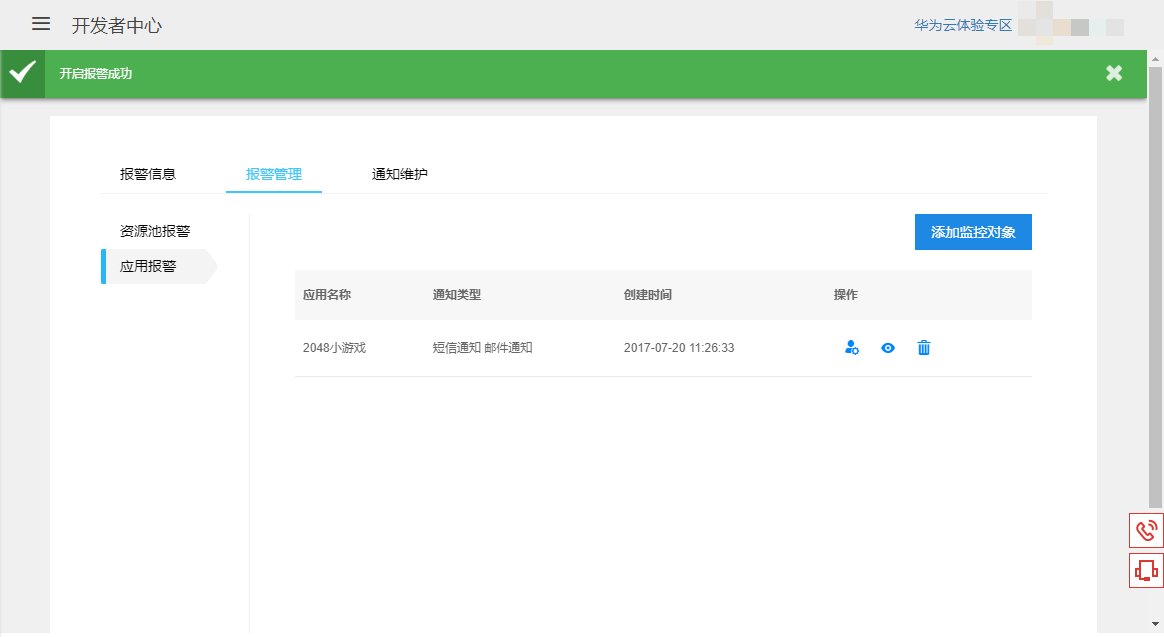 开发者中心
华为云体验专区
开启报警成功
报警信息 报警管理 通知维护
资源池报警
应用报警
添加监控对象
应用名称 通知类型 创建时间 操作
2048小游戏 短信通知 邮件通知 2017-07-20 11:26:33